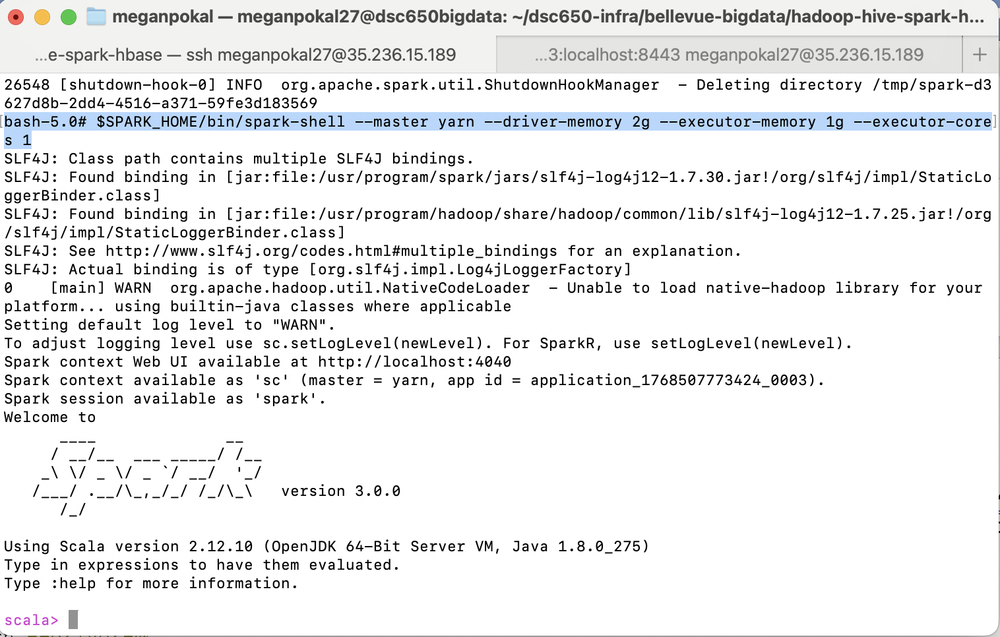 meganpokal — meganpokal27@dsc650bigdata: ~/dsc650-infra/bellevue-bigdata/hadoop-hive-spark-h...
...e-spark-hbase — ssh meganpokal27@35.236.15.189
...3:localhost:8443 meganpokal27@35.236.15.189
+
26548 [shutdown-hook-0] INFO  org.apache.spark.util.ShutdownHookManager  - Deleting directory /tmp/spark-d3
627d8b-2dd4-4516-a371-59fe3d183569
[bash-5.0# $SPARK_HOME/bin/spark-shell --master yarn --driver-memory 2g --executor-memory 1g --executor-core]
s 1
SLF4J: Class path contains multiple SLF4J bindings.
SLF4J: Found binding in [jar:file:/usr/program/spark/jars/slf4j-log4j12-1.7.30.jar!/org/slf4j/impl/StaticLo
ggerBinder.class]
SLF4J: Found binding in [jar:file:/usr/program/hadoop/share/hadoop/common/lib/slf4j-log4j12-1.7.25.jar!/org
/slf4j/impl/StaticLoggerBinder.class]
SLF4J: See http://www.slf4j.org/codes.html#multiple_bindings for an explanation.
SLF4J: Actual binding is of type [org.slf4j.impl.Log4jLoggerFactory]
0    [main] WARN  org.apache.hadoop.util.NativeCodeLoader  - Unable to load native-hadoop library for your
platform... using builtin-java classes where applicable
Setting default log level to "WARN".
To adjust logging level use sc.setLogLevel(newLevel). For SparkR, use setLogLevel(newLevel).
Spark context Web UI available at http://localhost:4040
Spark context available as 'sc' (master = yarn, app id = application_1768507773424_0003).
Spark session available as 'spark'.
Welcome to
      ____              __
     / __/__  ___ _____/ /__
    _\ \/ _ \/ _ `/ __/  '_/
   /___/ .__/\_,_/_/ /_/\_\   version 3.0.0
      /_/
Using Scala version 2.12.10 (OpenJDK 64-Bit Server VM, Java 1.8.0_275)
Type in expressions to have them evaluated.
Type :help for more information.
scala>